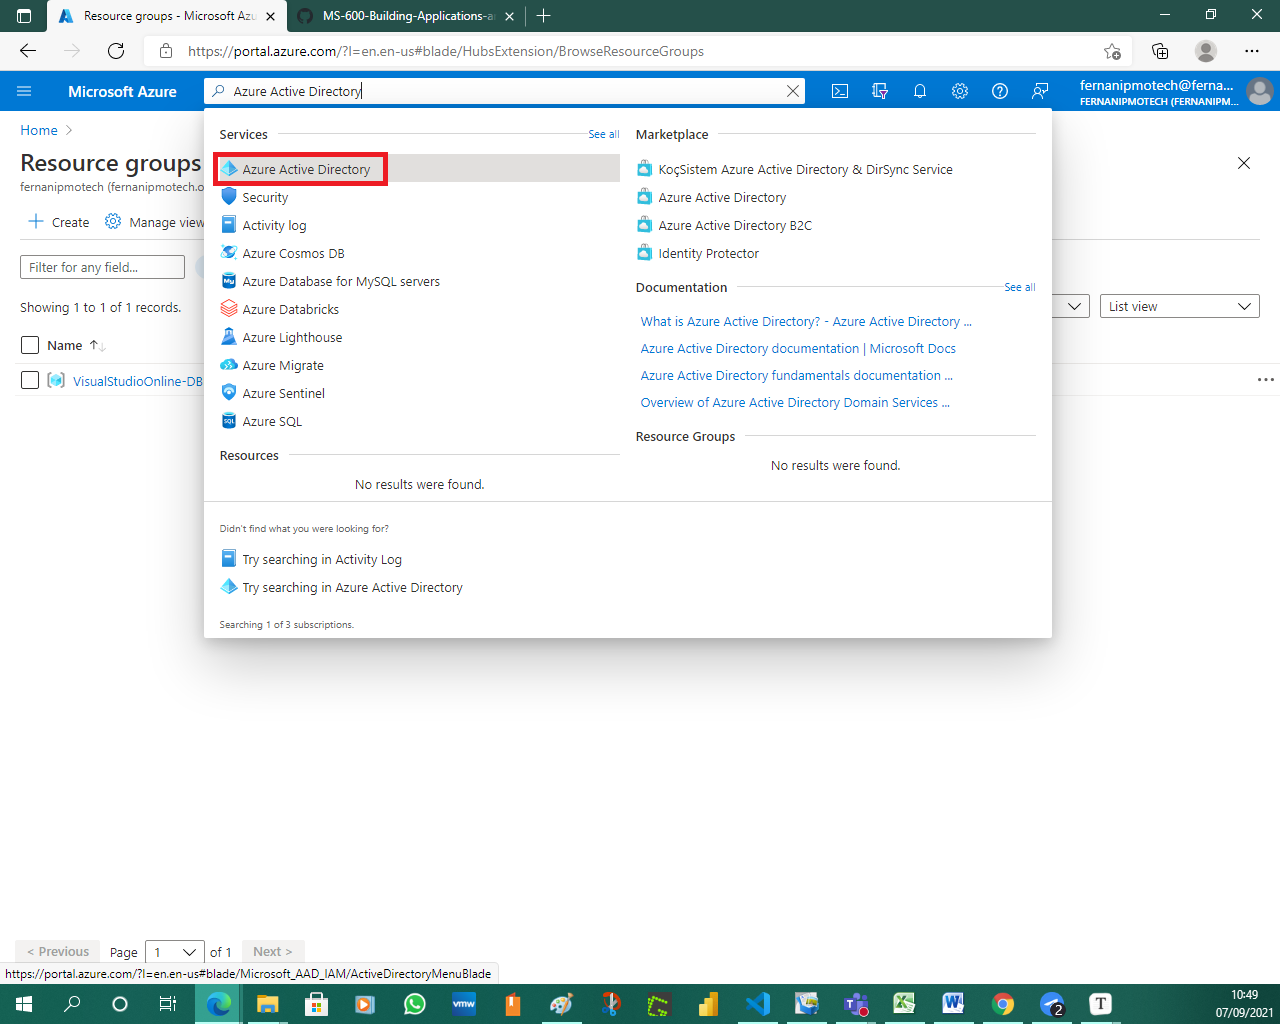 Resource groups - Microsoft Azu
MS-600-Building-Applications-a
https://portal.azure.com/?l=en.en-us#blade/HubsExtension/BrowseResourceGroups
Microsoft Azure
Azure Active Directory
fernanipmotech@ferna...
FERNANIPMOTECH (FERNANIPM...
Home
Resource groups
fernanipmotech (fernanipmotech.o
Create
Manage view
Filter for any field...
Showing 1 to 1 of 1 records.
List view
Name
VisualStudioOnline-DB
Services
See all
Azure Active Directory
Security
Activity log
Azure Cosmos DB
Azure Database for MySQL servers
Azure Databricks
Azure Lighthouse
Azure Migrate
Azure Sentinel
Azure SQL
Resources
No results were found.
Marketplace
KoçSistem Azure Active Directory & DirSync Service
Azure Active Directory
Azure Active Directory B2C
Identity Protector
Documentation
See all
What is Azure Active Directory? - Azure Active Directory ...
Azure Active Directory documentation | Microsoft Docs
Azure Active Directory fundamentals documentation ...
Overview of Azure Active Directory Domain Services ...
Resource Groups
No results were found.
Didn't find what you were looking for?
Try searching in Activity Log
Try searching in Azure Active Directory
Searching 1 of 3 subscriptions.
< Previous
Page
1
of 1
Next >
https://portal.azure.com/?l=en.en-us#blade/Microsoft_AAD_IAM/ActiveDirectoryMenuBlade
vmw
2
T
10:49
07/09/2021